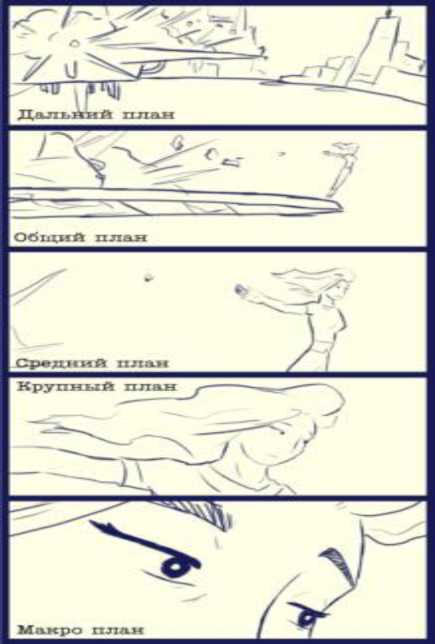 Дальний план
Общий план
Средний план
Крупный план
Макро план